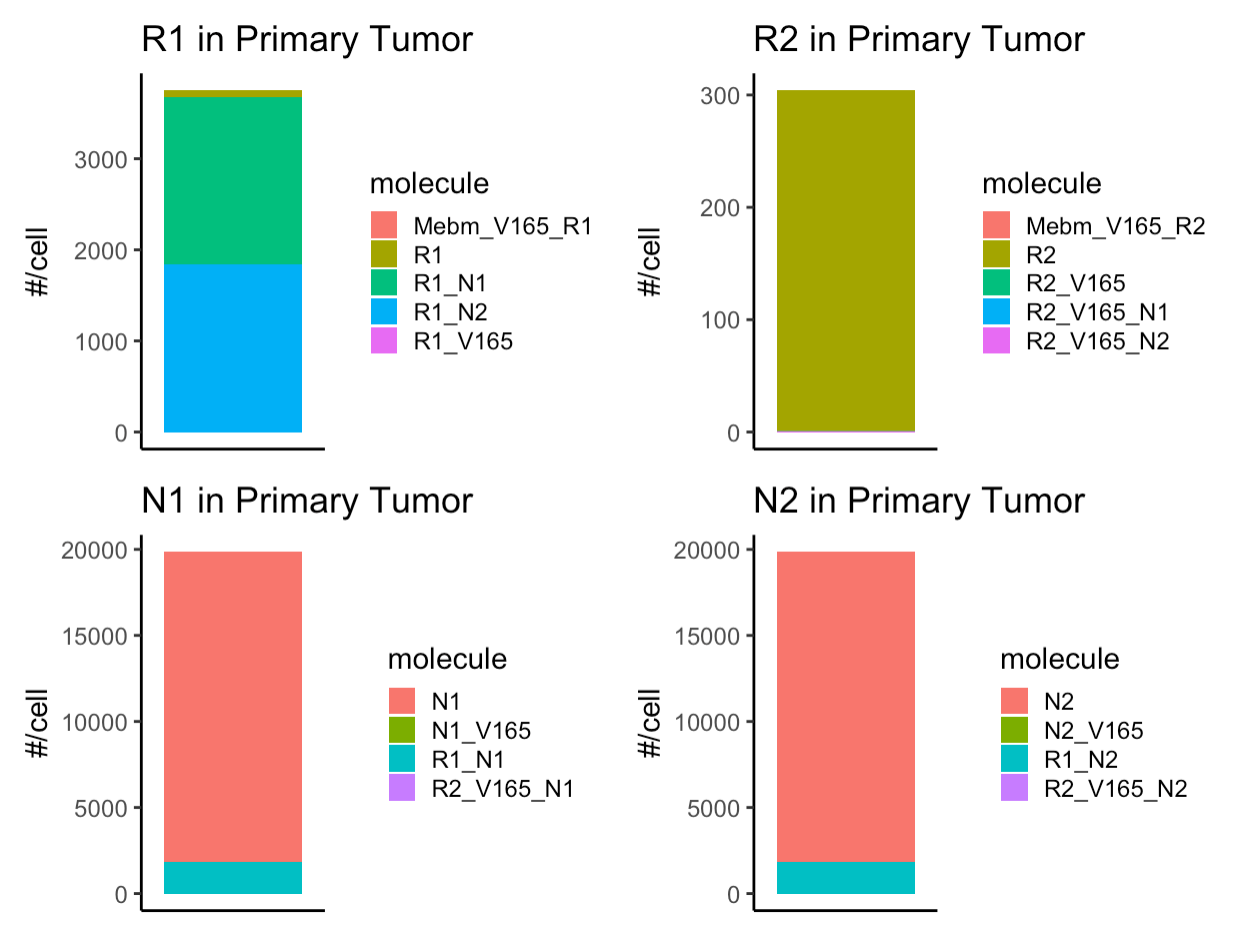 R1 in Primary Tumor
#/cell
3000
2000
1000
0
molecule
Mebm_V165_R1
R1
R1_N1
R1_N2
R1_V165
R2 in Primary Tumor
#/cell
300
200
100
0
molecule
Mebm_V165_R2
R2
R2_V165
R2_V165_N1
R2_V165_N2
N1 in Primary Tumor
#/cell
20000
15000
10000
5000
0
molecule
N1
N1_V165
R1_N1
R2_V165_N1
N2 in Primary Tumor
#/cell
20000
15000
10000
5000
0
molecule
N2
N2_V165
R1_N2
R2_V165_N2